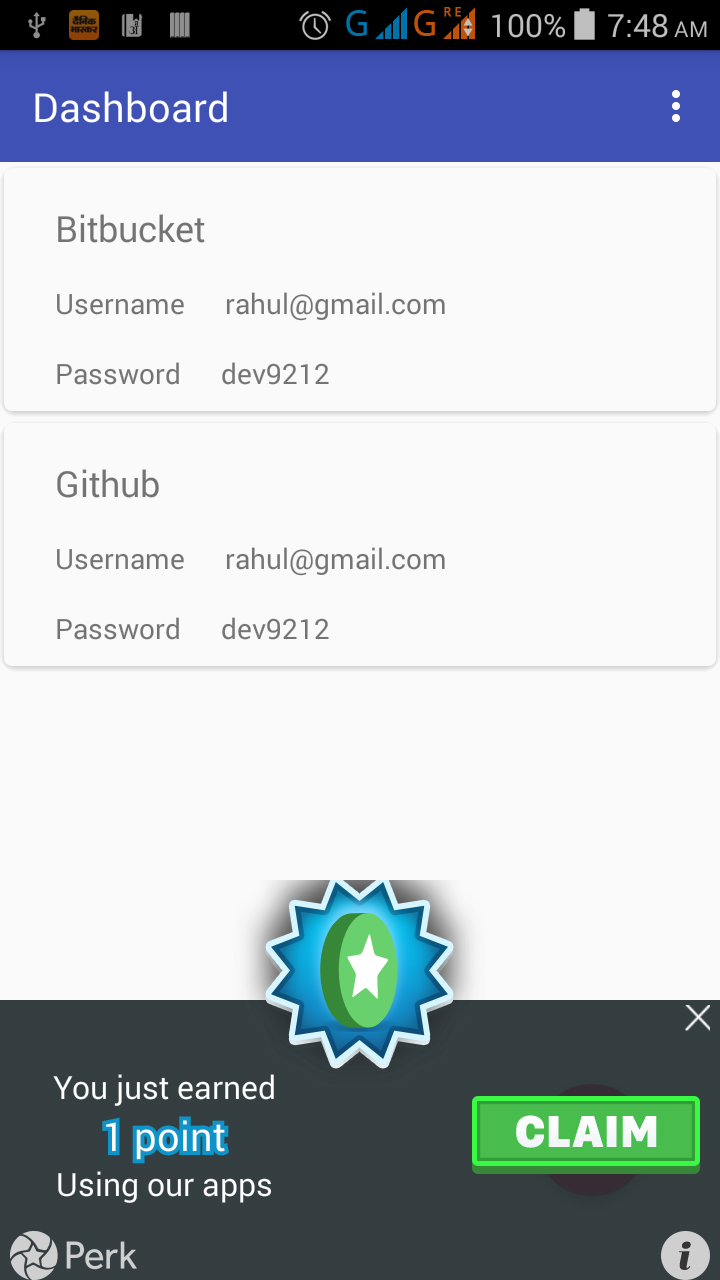 दैनिक
भास्कर
G G RE 100% 7:48 AM
Dashboard
Bitbucket
Username rahul@gmail.com
Password dev9212
Github
Username rahul@gmail.com
Password dev9212
You just earned
1 point
Using our apps
CLAIM
Perk
i